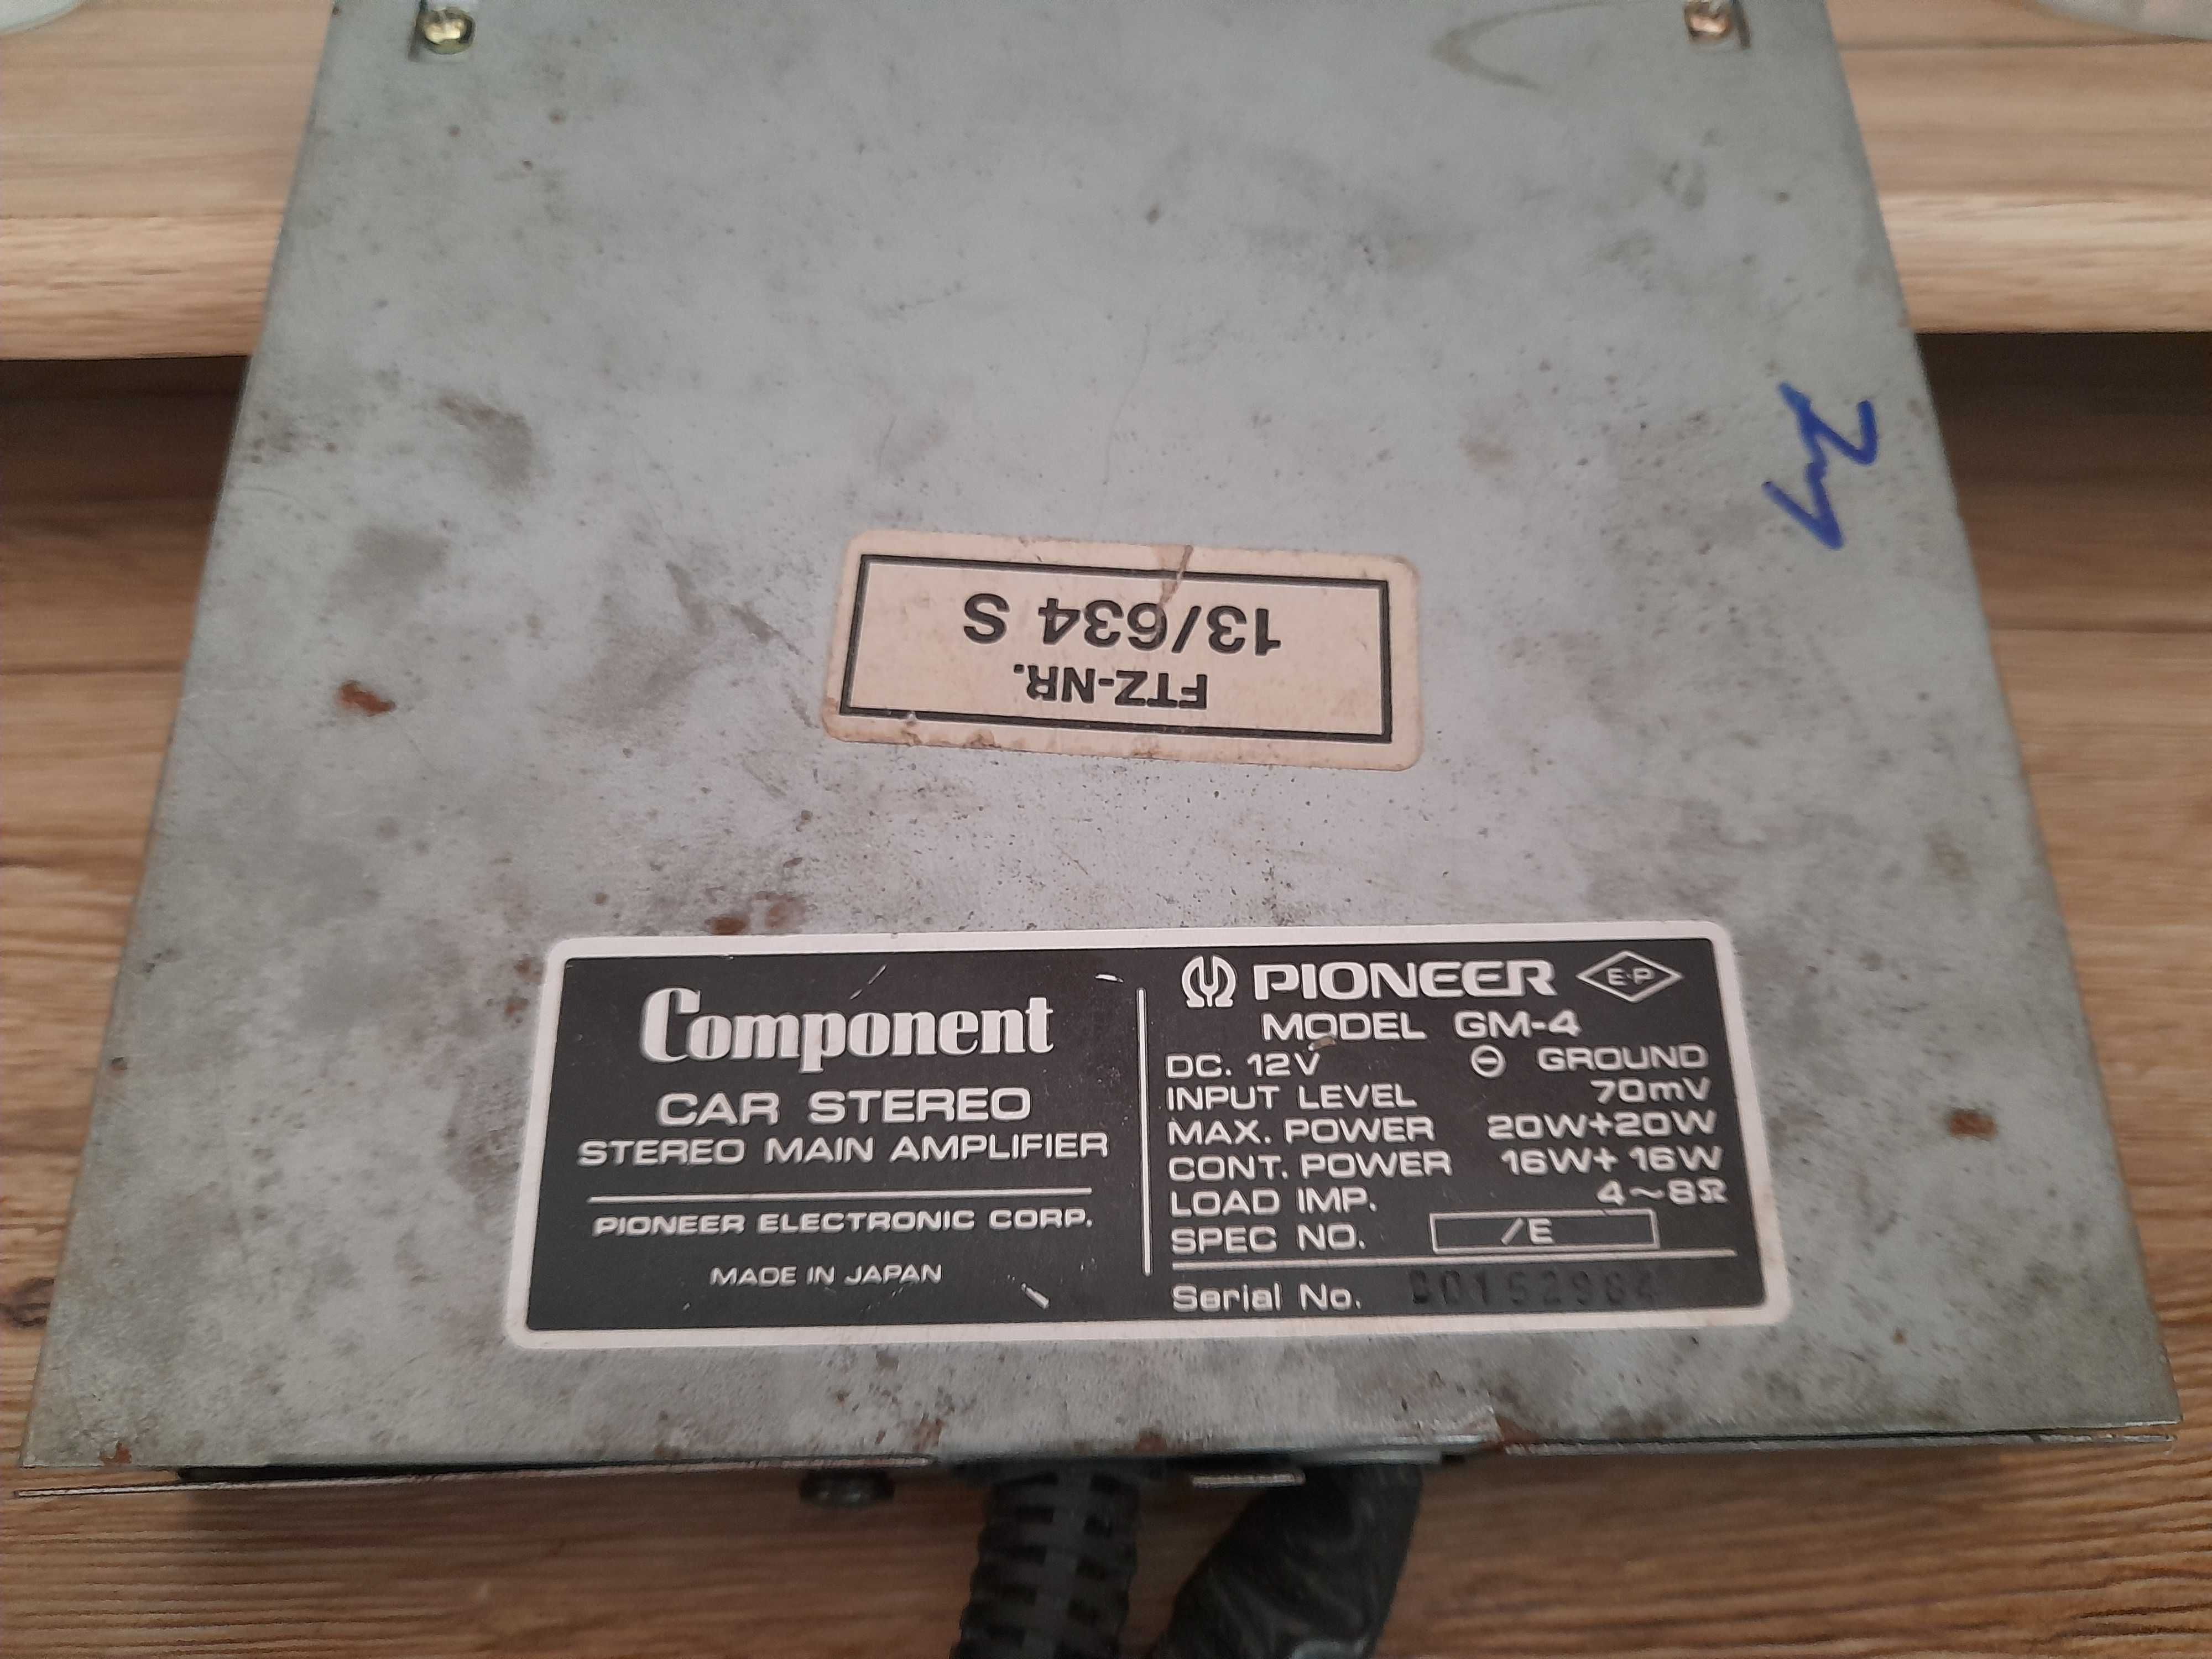 FTZ-NR.
13/634 S
Component
CAR STEREO
STEREO MAIN AMPLIFIER
PIONEER ELECTRONIC CORP.
MADE IN JAPAN
PIONEER E·P
MODEL GM-4
DC. 12V ⊖ GROUND
INPUT LEVEL 70mV
MAX. POWER 20W+20W
CONT. POWER 16W+16W
LOAD IMP. 4~8Ω
SPEC NO. /E
Serial No.